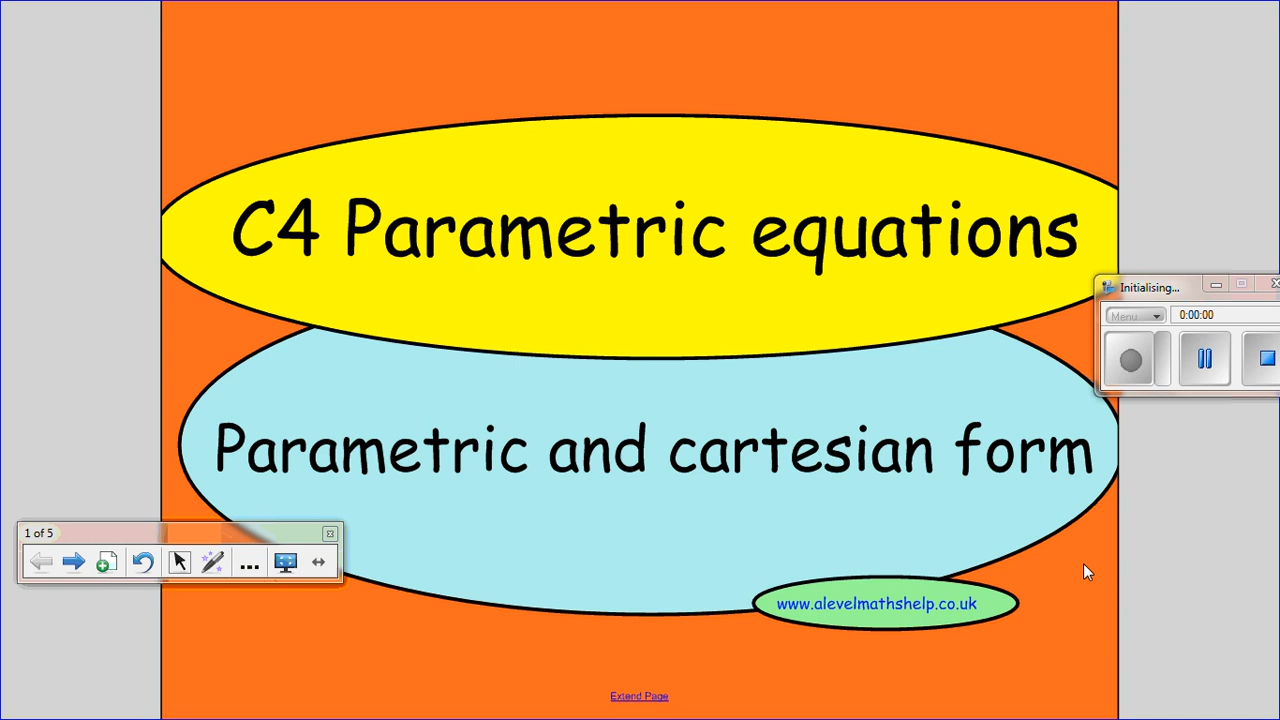 C4 Parametric equations
Initialising...
Menu
0:00:00
Parametric and cartesian form
1 of 5
...
www.alevelmathshelp.co.uk
Extend Page